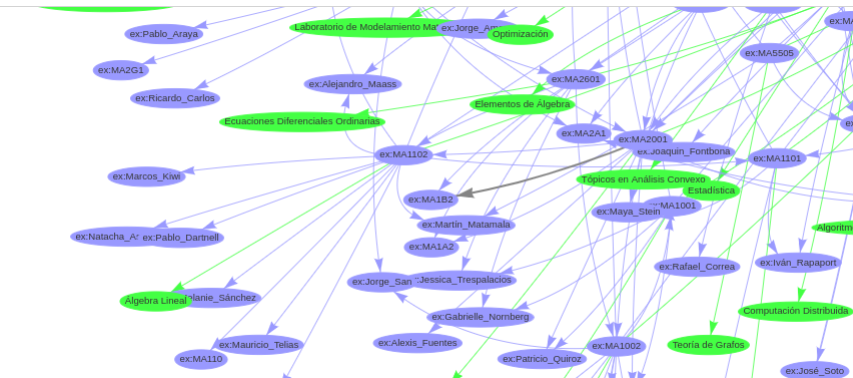 ex:Pablo_Araya
Laboratorio de Modelamiento Mat
ex:Jorge_Am
Optimización
ex:MA
ex:MA5505
ex:MA2G1
ex:MA2601
ex:Alejandro_Maass
ex:Ricardo_Carlos
Elementos de Álgebra
Ecuaciones Diferenciales Ordinarias
ex:MA2A1
ex:MA2001
ex:Joaquín_Fontbona
ex:MA1102
ex:MA1101
ex:Marcos_Kiwi
Tópicos en Análisis Convexo
Estadística
ex:MA1B2
ex:MA1001
ex:Maya_Stein
ex:Martín_Matamala
Algoritm
ex:Natacha_As
ex:Pablo_Dartnell
ex:MA1A2
ex:Iván_Rapaport
ex:Rafael_Correa
ex:Jorge_San
ex:Jessica_Trespalacios
Álgebra Lineal
elanie_Sánchez
Computación Distribuida
ex:Gabrielle_Nornberg
ex:Mauricio_Telias
ex:Alexis_Fuentes
ex:MA1002
Teoría de Grafos
ex:MA110
ex:Patricio_Quiroz
ex:José_Soto